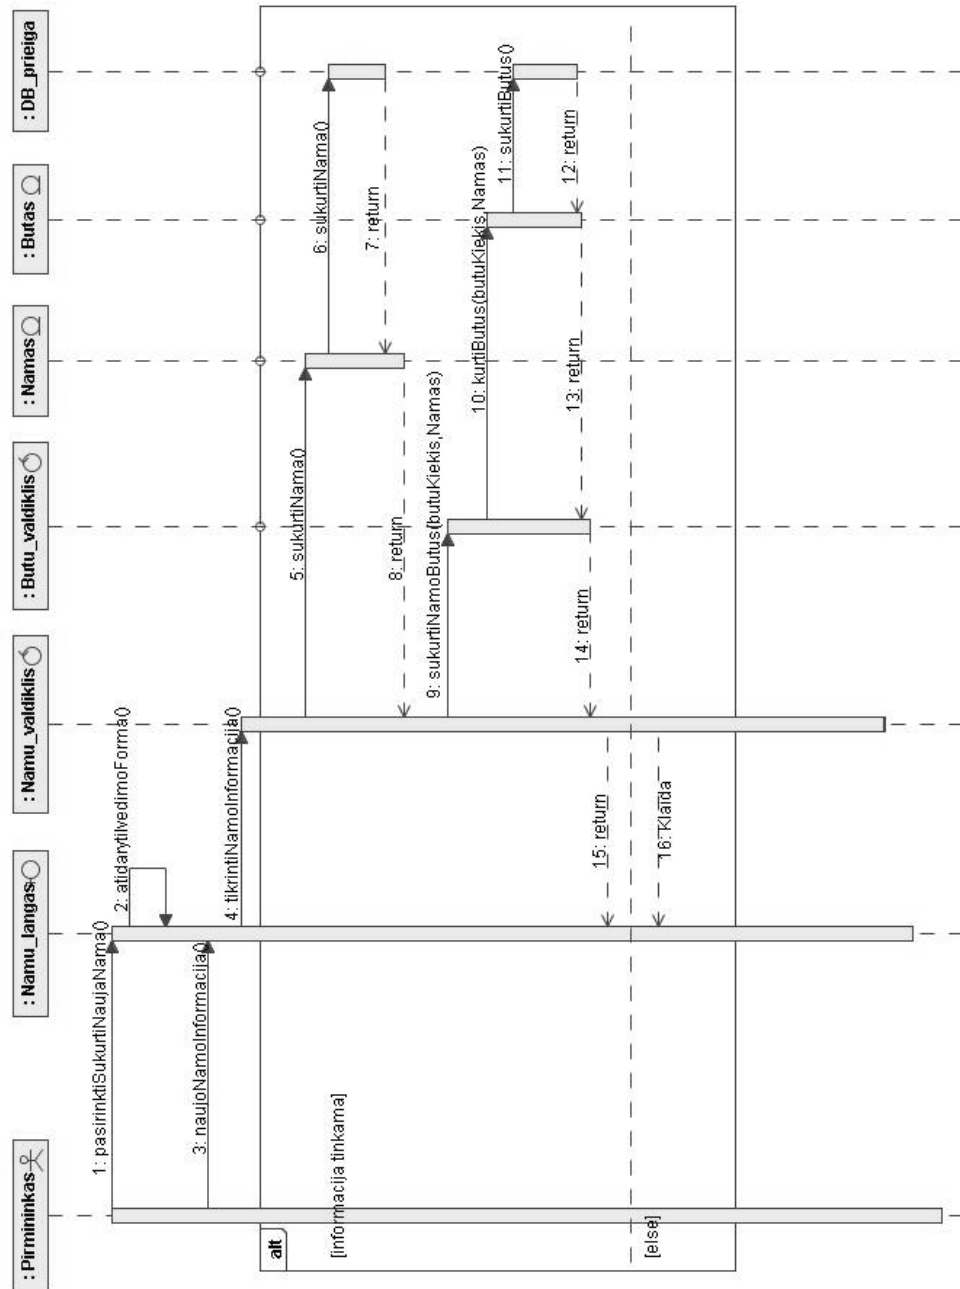 : Pirmininkas
: Namu_langas
: Namu_valdiklis
: Butu_valdiklis
: Namas
: Butas
: DB_prieiga
1: pasirinktiSukurtiNaujaNama()
2: atidarytiIvedimoForma()
3: naujoNamoInformacija()
4: tikrintiNamoInformacija()
alt
[informacija tinkama]
5: sukurtiNama()
6: sukurtiNama()
7: return
8: return
9: sukurtiNamoButus(butuKiekis,Namas)
10: kurtiButus(butuKiekis,Namas)
11: sukurtiButus()
12: return
13: return
14: return
15: return
[else]
16: Klaida